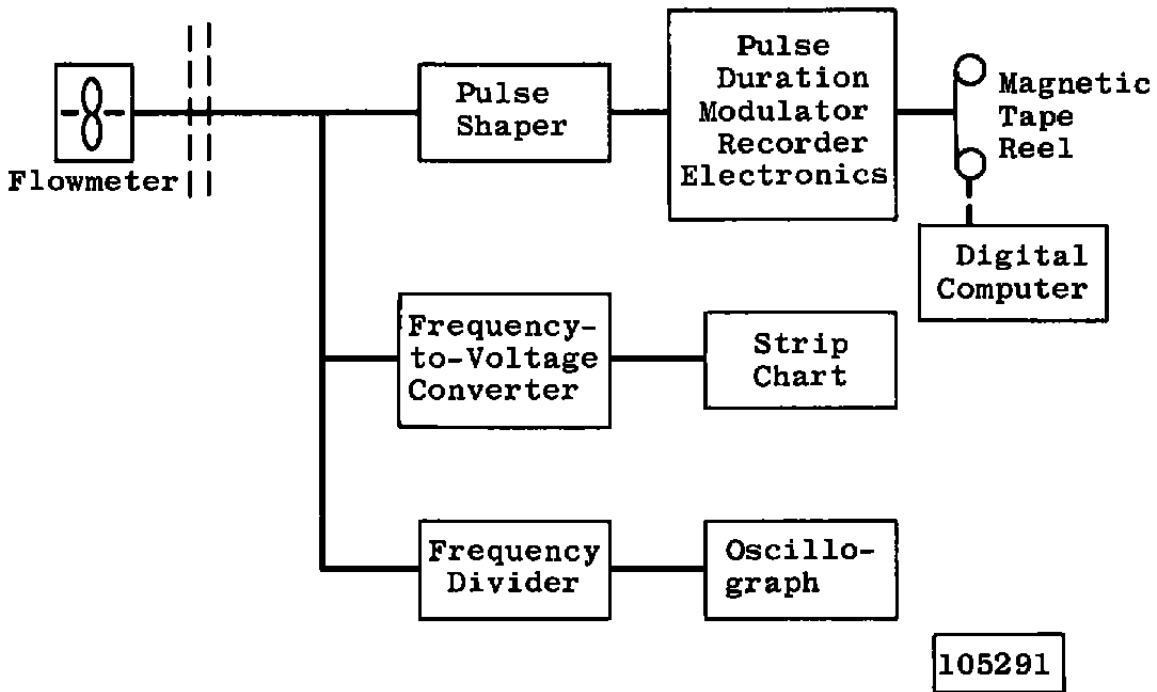 Flowmeter
Pulse
Shaper
Pulse
Duration
Modulator
Recorder
Electronics
Magnetic
Tape
Reel
Digital
Computer
Frequency-
to-Voltage
Converter
Strip
Chart
Frequency
Divider
Oscillo-
graph
105291